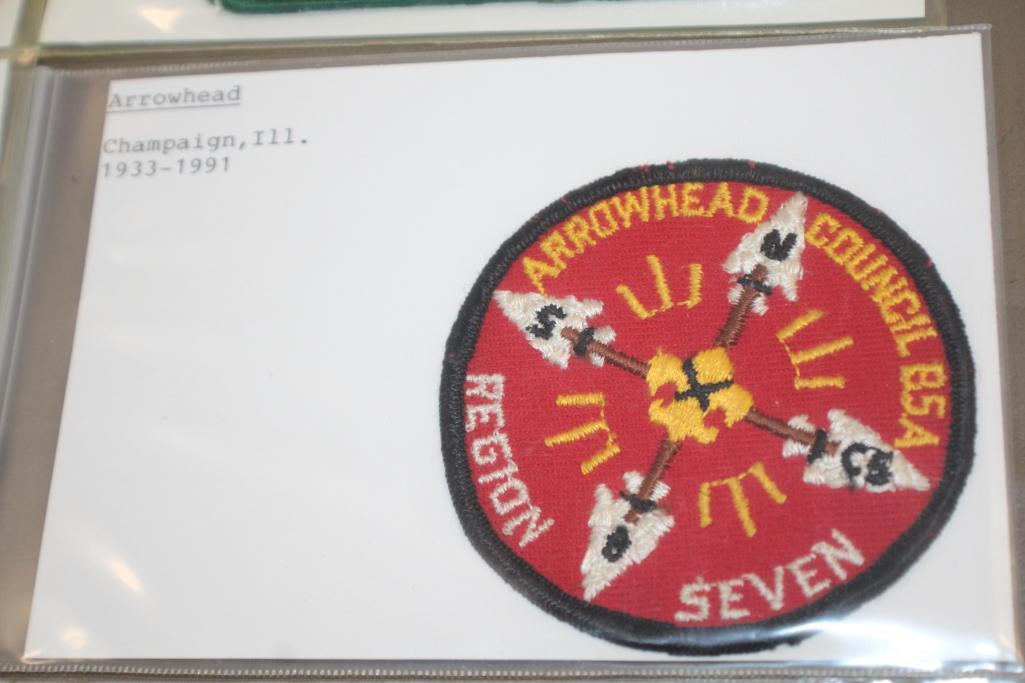 Arrowhead
Champaign,Ill.
1933-1991
ARROWHEAD COUNCIL BSA
REGION SEVEN